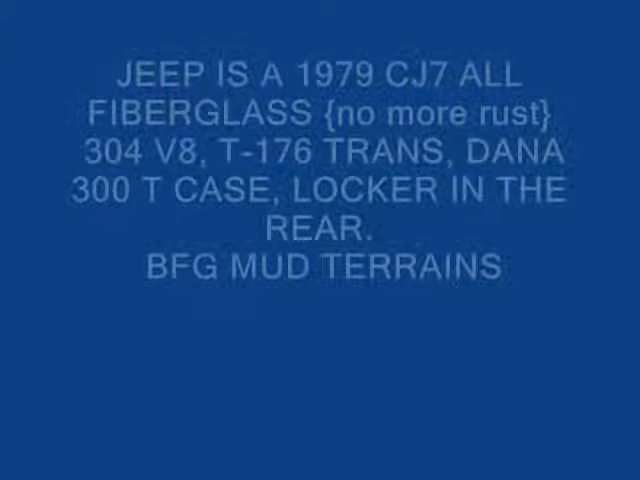 JEEP IS A 1979 CJ7 ALL
FIBERGLASS {no more rust}
304 V8, T-176 TRANS, DANA
300 T CASE, LOCKER IN THE
REAR.
BFG MUD TERRAINS